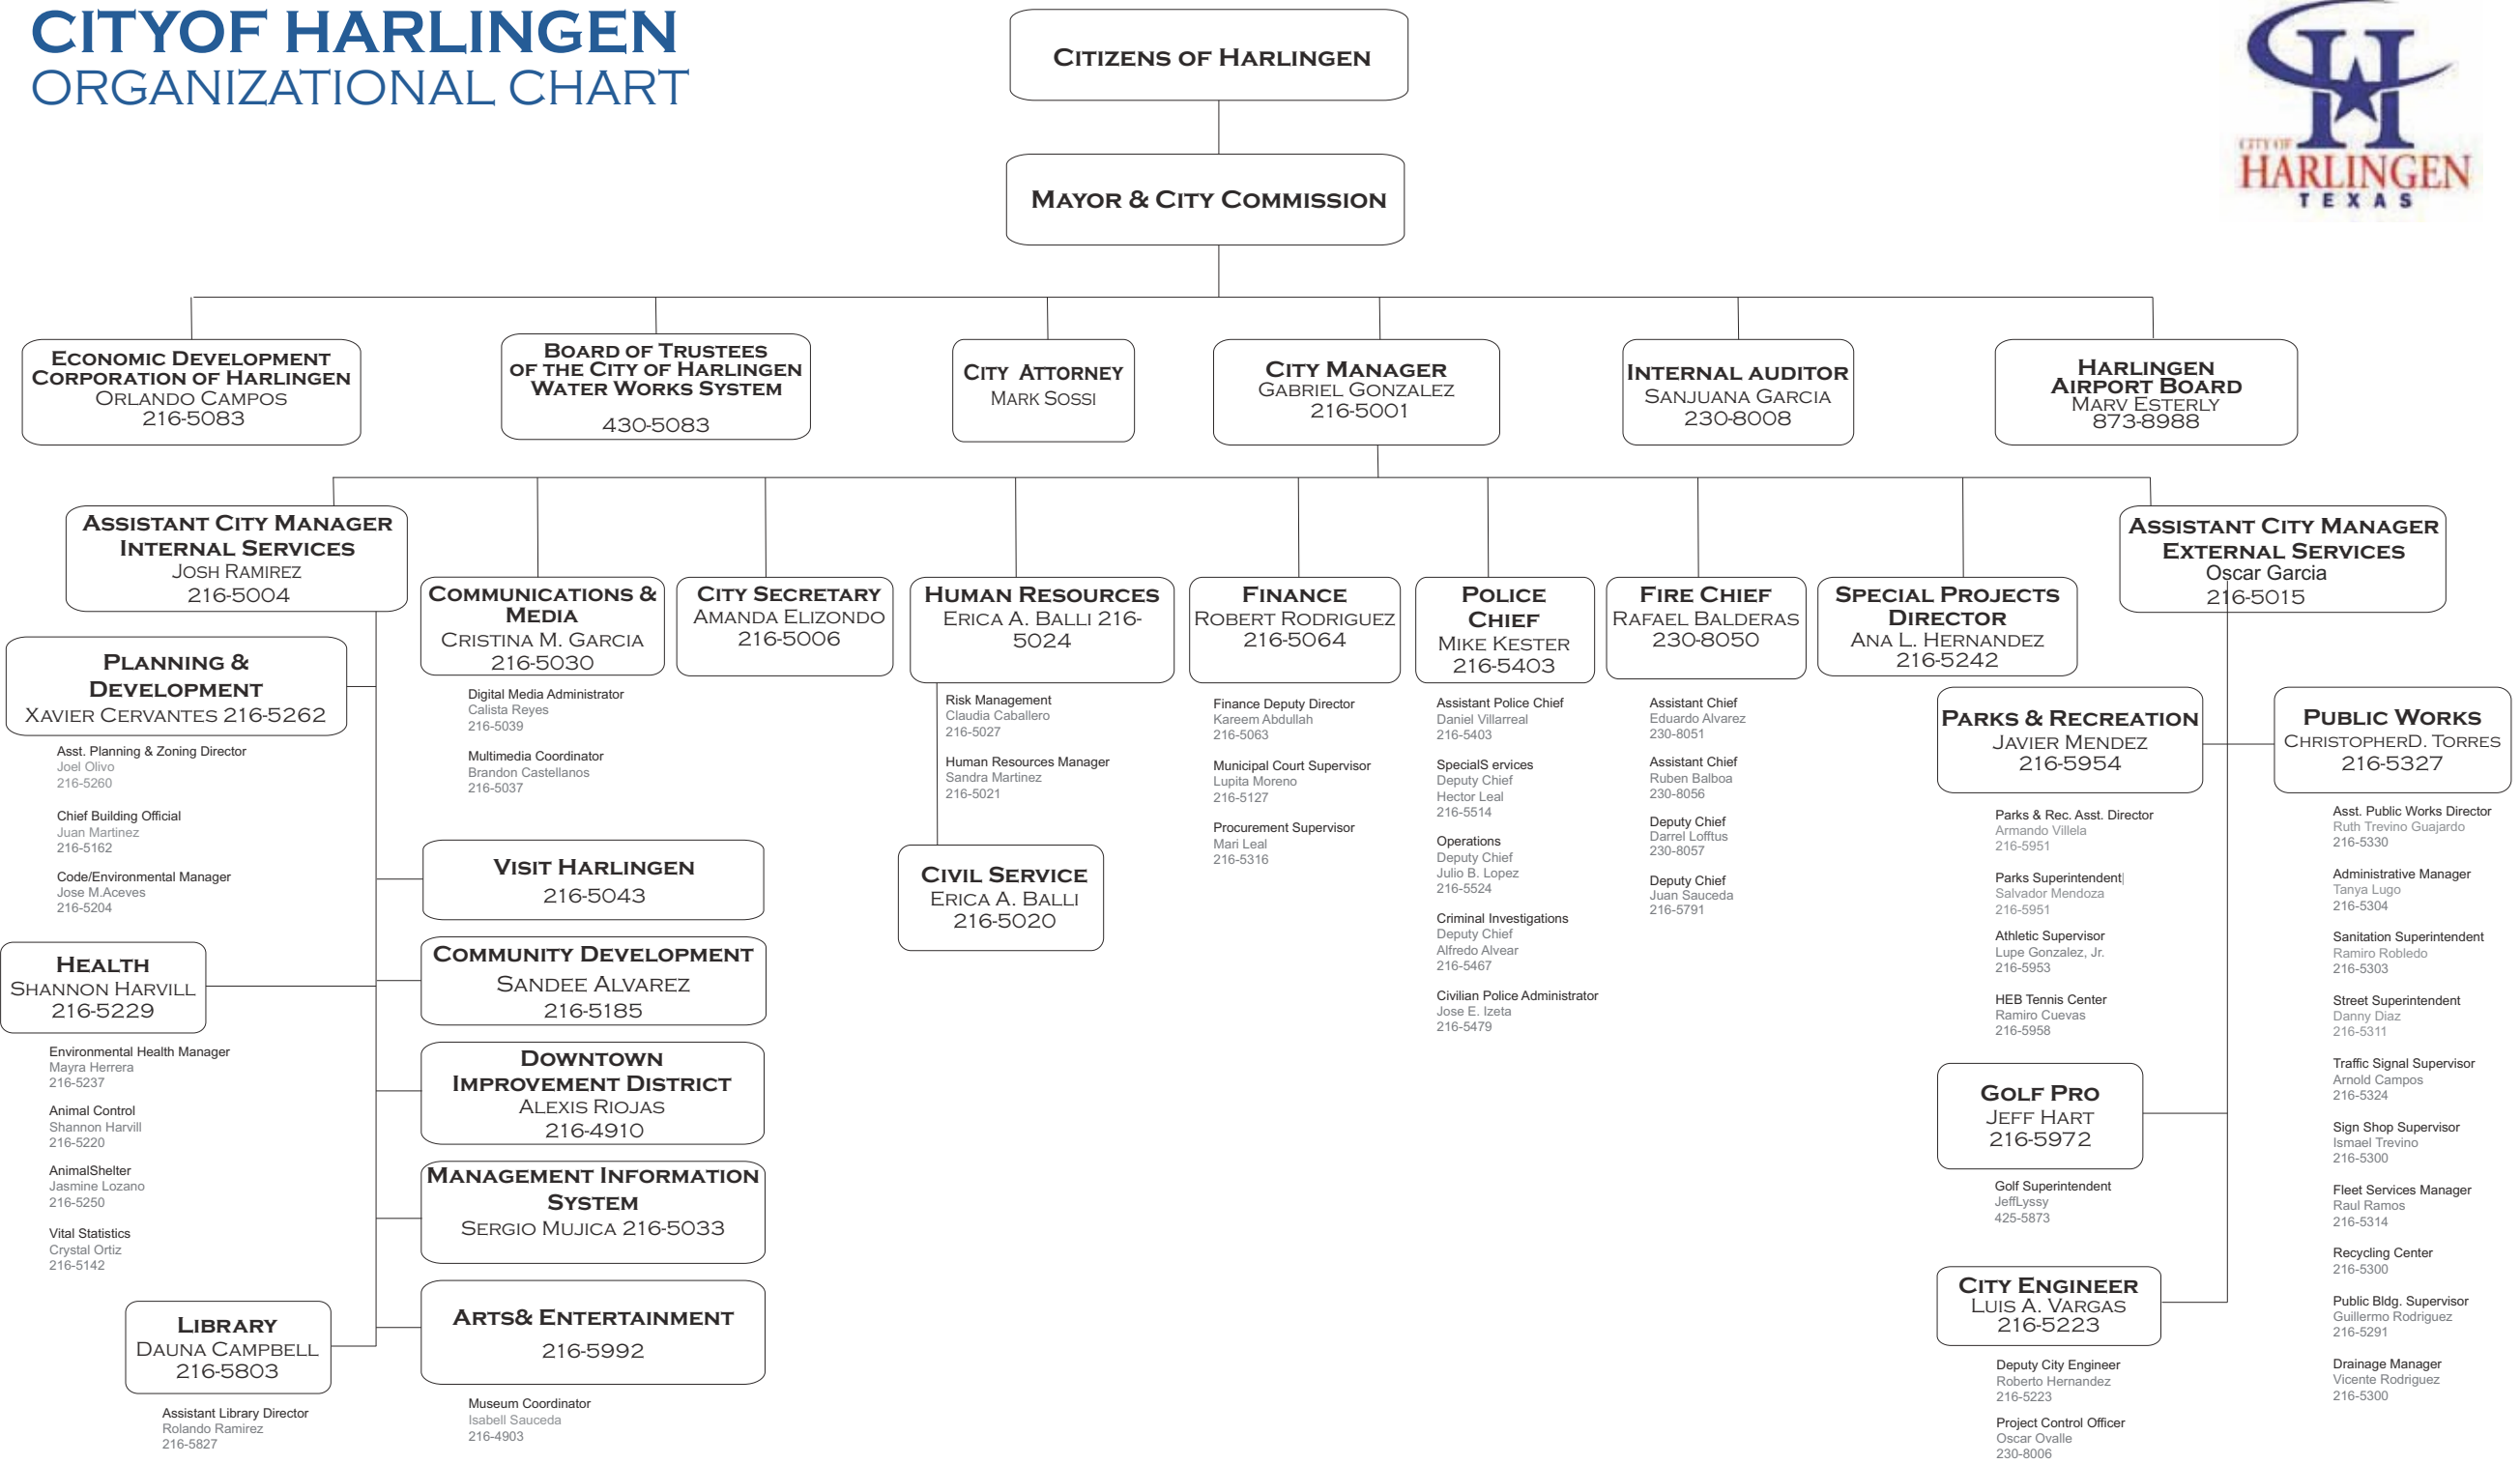 CITYOF HARLINGEN
ORGANIZATIONAL CHART
CITIZENS OF HARLINGEN
CITY OF
HARLINGEN
TEXAS
MAYOR & CITY COMMISSION
ECONOMIC DEVELOPMENT
CORPORATION OF HARLINGEN
ORLANDO CAMPOS
216-5083
BOARD OF TRUSTEES
OF THE CITY OF HARLINGEN
WATER WORKS SYSTEM
430-5083
CITY ATTORNEY
MARK SOSSI
CITY MANAGER
GABRIEL GONZALEZ
216-5001
INTERNAL AUDITOR
SANJUANA GARCIA
230-8008
HARLINGEN
AIRPORT BOARD
MARV ESTERLY
873-8988
ASSISTANT CITY MANAGER
INTERNAL SERVICES
JOSH RAMIREZ
216-5004
COMMUNICATIONS &
MEDIA
CRISTINA M. GARCIA
216-5030
Digital Media Administrator
Calista Reyes
216-5039
Multimedia Coordinator
Brandon Castellanos
216-5037
CITY SECRETARY
AMANDA ELIZONDO
216-5006
HUMAN RESOURCES
ERICA A. BALLI 216-
5024
Risk Management
Claudia Caballero
216-5027
Human Resources Manager
Sandra Martinez
216-5021
CIVIL SERVICE
ERICA A. BALLI
216-5020
FINANCE
ROBERT RODRIGUEZ
216-5064
Finance Deputy Director
Kareem Abdullah
216-5063
Municipal Court Supervisor
Lupita Moreno
216-5127
Procurement Supervisor
Mari Leal
216-5316
POLICE
CHIEF
MIKE KESTER
216-5403
Assistant Police Chief
Daniel Villarreal
216-5403
SpecialS ervices
Deputy Chief
Hector Leal
216-5514
Operations
Deputy Chief
Julio B. Lopez
216-5524
Criminal Investigations
Deputy Chief
Alfredo Alvear
216-5467
Civilian Police Administrator
Jose E. Izeta
216-5479
FIRE CHIEF
RAFAEL BALDERAS
230-8050
Assistant Chief
Eduardo Alvarez
230-8051
Assistant Chief
Ruben Balboa
230-8056
Deputy Chief
Darrel Lofftus
230-8057
Deputy Chief
Juan Sauceda
216-5791
SPECIAL PROJECTS
DIRECTOR
ANA L. HERNANDEZ
216-5242
ASSISTANT CITY MANAGER
EXTERNAL SERVICES
Oscar Garcia
216-5015
PLANNING &
DEVELOPMENT
XAVIER CERVANTES 216-5262
Asst. Planning & Zoning Director
Joel Olivo
216-5260
Chief Building Official
Juan Martinez
216-5162
Code/Environmental Manager
Jose M.Aceves
216-5204
HEALTH
SHANNON HARVILL
216-5229
Environmental Health Manager
Mayra Herrera
216-5237
Animal Control
Shannon Harvill
216-5220
AnimalShelter
Jasmine Lozano
216-5250
Vital Statistics
Crystal Ortiz
216-5142
LIBRARY
DAUNA CAMPBELL
216-5803
Assistant Library Director
Rolando Ramirez
216-5827
VISIT HARLINGEN
216-5043
COMMUNITY DEVELOPMENT
SANDEE ALVAREZ
216-5185
DOWNTOWN
IMPROVEMENT DISTRICT
ALEXIS RIOJAS
216-4910
MANAGEMENT INFORMATION
SYSTEM
SERGIO MUJICA 216-5033
ARTS& ENTERTAINMENT
216-5992
Museum Coordinator
Isabell Sauceda
216-4903
PARKS & RECREATION
JAVIER MENDEZ
216-5954
Parks & Rec. Asst. Director
Armando Villela
216-5951
Parks Superintendent
Salvador Mendoza
216-5951
Athletic Supervisor
Lupe Gonzalez, Jr.
216-5953
HEB Tennis Center
Ramiro Cuevas
216-5958
GOLF PRO
JEFF HART
216-5972
Golf Superintendent
JeffLyssy
425-5873
CITY ENGINEER
LUIS A. VARGAS
216-5223
Deputy City Engineer
Roberto Hernandez
216-5223
Project Control Officer
Oscar Ovalle
230-8006
PUBLIC WORKS
CHRISTOPHERD. TORRES
216-5327
Asst. Public Works Director
Ruth Trevino Guajardo
216-5330
Administrative Manager
Tanya Lugo
216-5304
Sanitation Superintendent
Ramiro Robledo
216-5303
Street Superintendent
Danny Diaz
216-5311
Traffic Signal Supervisor
Arnold Campos
216-5324
Sign Shop Supervisor
Ismael Trevino
216-5300
Fleet Services Manager
Raul Ramos
216-5314
Recycling Center
216-5300
Public Bldg. Supervisor
Guillermo Rodriguez
216-5291
Drainage Manager
Vicente Rodriguez
216-5300